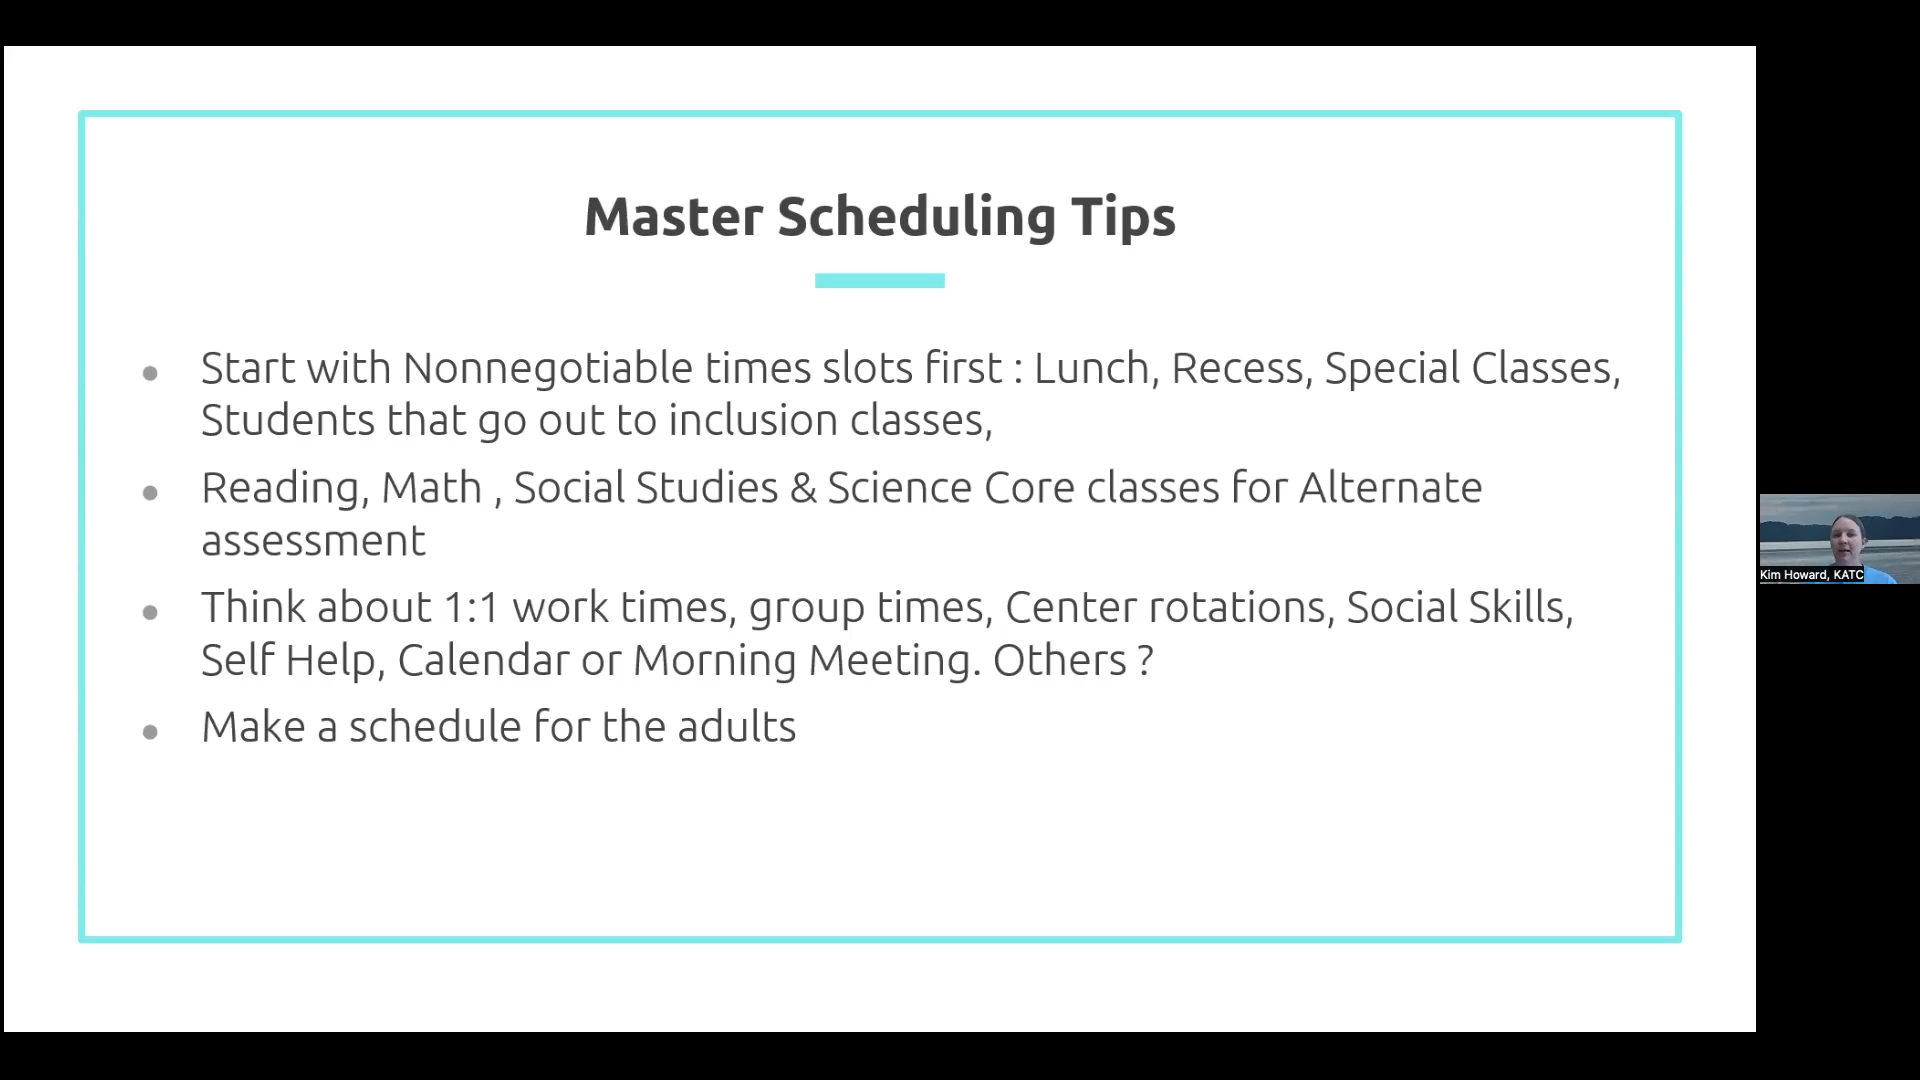 Master Scheduling Tips
Start with Nonnegotiable times slots first : Lunch, Recess, Special Classes,
Students that go out to inclusion classes,
Reading, Math , Social Studies & Science Core classes for Alternate
assessment
Think about 1:1 work times, group times, Center rotations, Social Skills,
Self Help, Calendar or Morning Meeting. Others ?
Make a schedule for the adults
Kim Howard, KATC